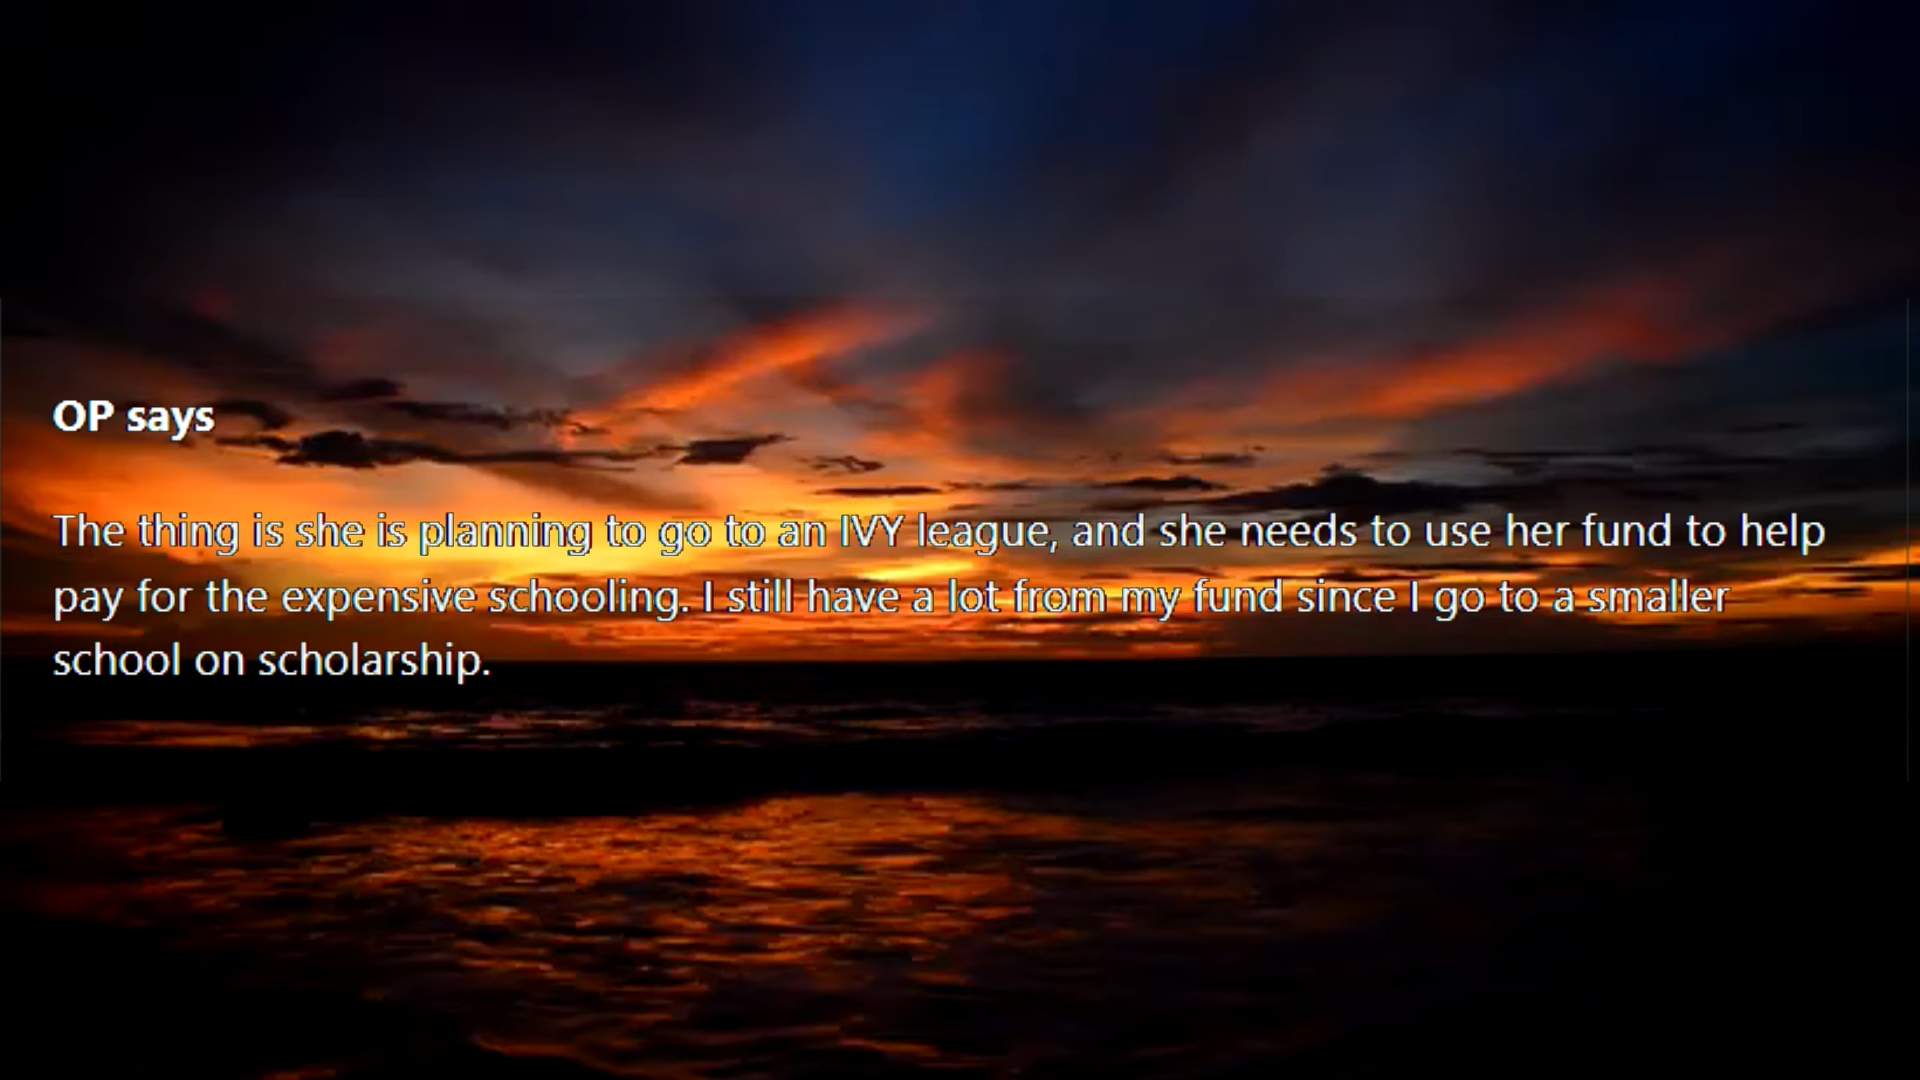 OP says
The thing is she is planning to go to an IVY league, and she needs to use her fund to help
pay for the expensive schooling. I still have a lot from my fund since I go to a smaller
school on scholarship.